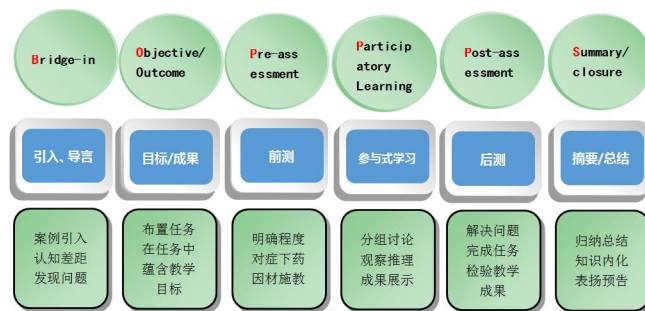 Bridge-in
Objective/
Outcome
Pre-ass
essment
Particip
atory
Learning
Post-ass
essment
Summary/
closure
引入、导言
目标/成果
前测
参与式学习
后测
摘要/总结
案例引入
认知差距
发现问题
布置任务
在任务中
蕴含教学
目标
明确程度
对症下药
因材施教
分组讨论
观察推理
成果展示
解决问题
完成任务
检验教学
成果
归纳总结
知识内化
表扬预告